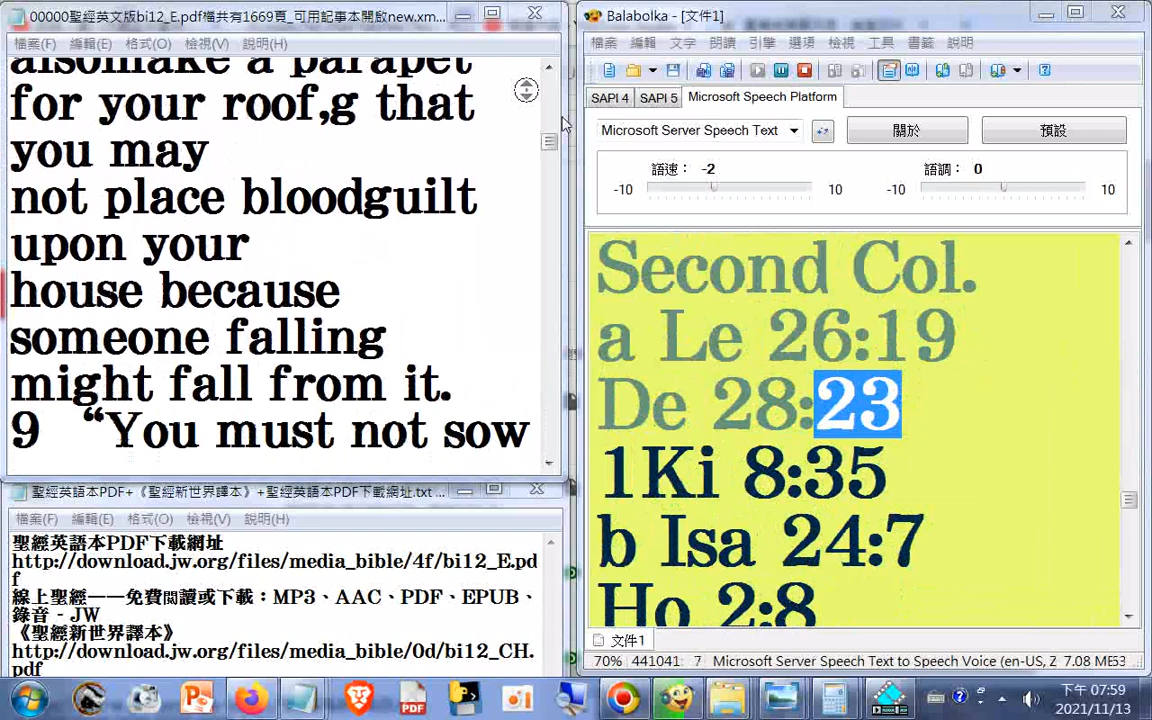 00000聖經英文版bi12_E.pdf檔共有1669頁_可用記事本開啟new.xm...
檔案(F) 編輯(E) 格式(O) 檢視(V) 說明(H)
alsomake a parapet
for your roof,g that
you may
not place bloodguilt
upon your
house because
someone falling
might fall from it.
9 “You must not sow
聖經英語本PDF+《聖經新世界譯本》+聖經英語本PDF下載網址.txt ...
檔案(F) 編輯(E) 格式(O) 檢視(V) 說明(H)
聖經英語本PDF下載網址
http://download.jw.org/files/media_bible/4f/bi12_E.pd
f
線上聖經——免費閱讀或下載：MP3、AAC、PDF、EPUB、
錄音 - JW
《聖經新世界譯本》
http://download.jw.org/files/media_bible/0d/bi12_CH.
pdf
Balabolka - [文件1]
檔案 編輯 文字 朗讀 引擎 選項 檢視 工具 書籤 說明
SAPI 4 SAPI 5 Microsoft Speech Platform
Microsoft Server Speech Text 關於 預設
語速： -2 語調： 0
-10 10 -10 10
Second Col.
a Le 26:19
De 28:23
1Ki 8:35
b Isa 24:7
Ho 2:8
文件1
70% 441041: 7 Microsoft Server Speech Text to Speech Voice (en-US, Z 7.08 ME53
下午 07:59
2021/11/13